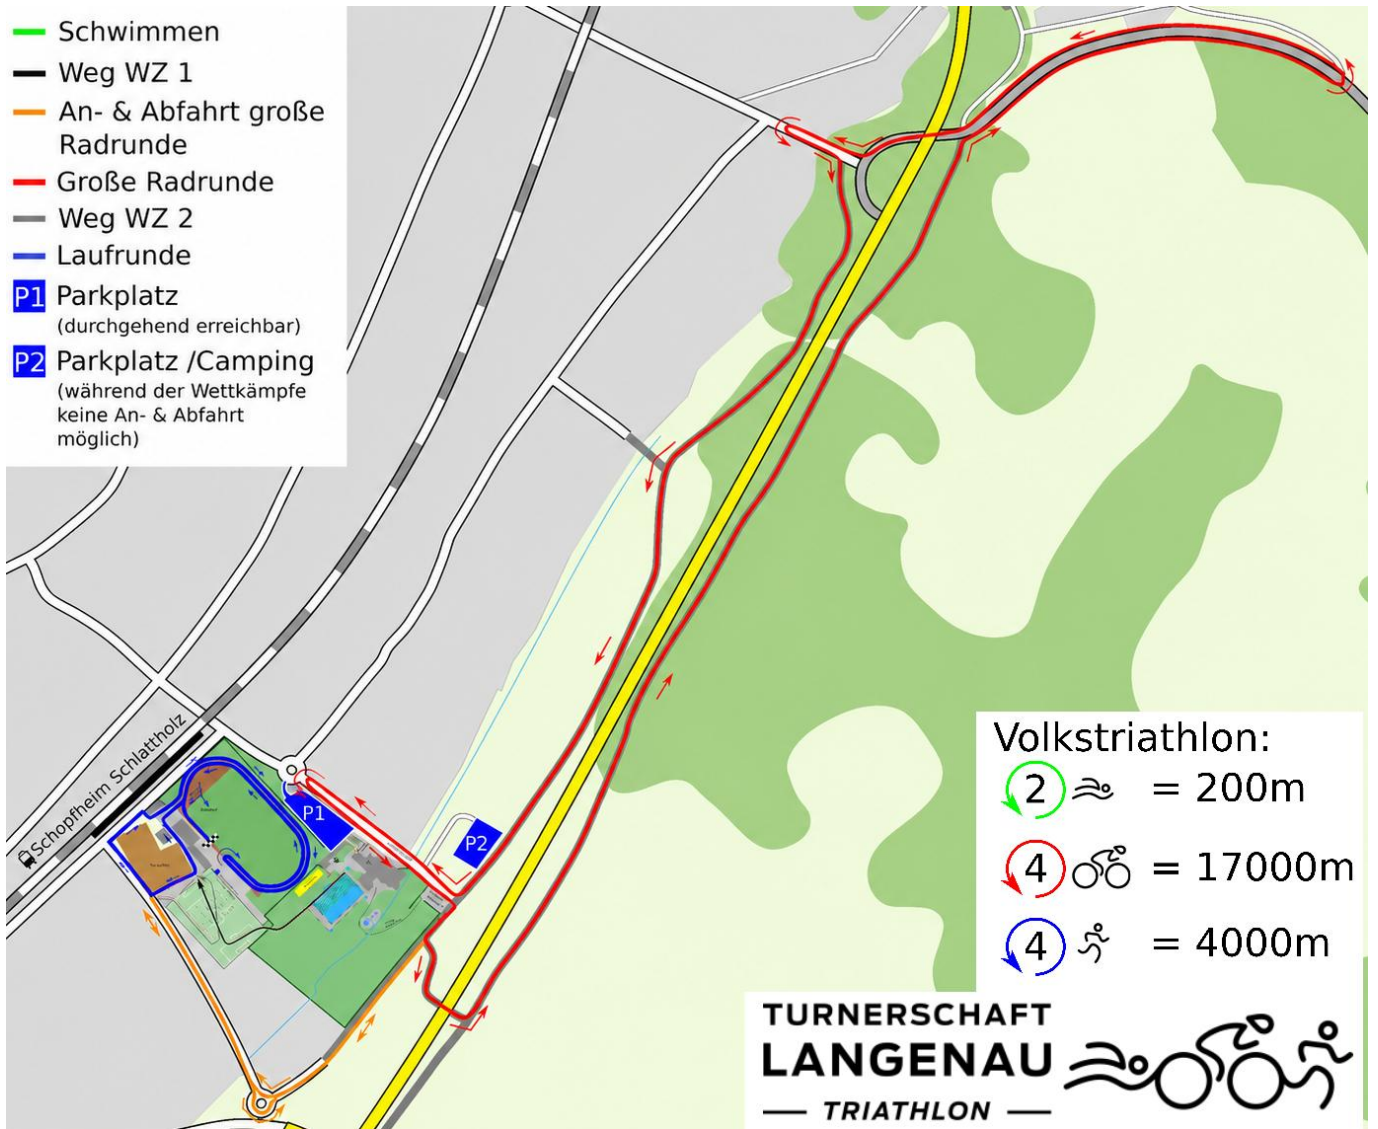 Schwimmen
Weg WZ 1
An- & Abfahrt große
Radrunde
Große Radrunde
Weg WZ 2
Laufrunde
P1 Parkplatz
(durchgehend erreichbar)
P2 Parkplatz /Camping
(während der Wettkämpfe
keine An- & Abfahrt
möglich)
Schopfheim Schlattholz
P1
P2
Volkstriathlon:
2 = 200m
4 = 17000m
4 = 4000m
TURNERSCHAFT
LANGENAU
TRIATHLON